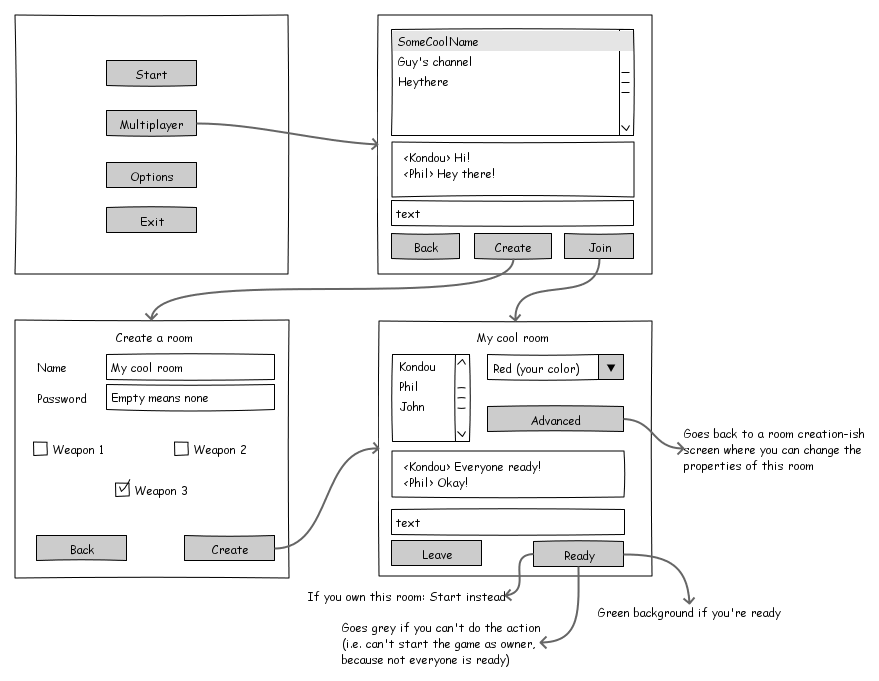 Start
Multiplayer
Options
Exit
SomeCoolName
Guy's channel
Heythere
<Kondou> Hi!
<Phil> Hey there!
text
Back
Create
Join
Create a room
Name
My cool room
Password
Empty means none
Weapon 1
Weapon 2
Weapon 3
Back
Create
My cool room
Kondou
Phil
John
Red (your color)
Advanced
<Kondou> Everyone ready!
<Phil> Okay!
text
Leave
Ready
Goes back to a room creation-ish
screen where you can change the
properties of this room
If you own this room: Start instead
Green background if you're ready
Goes grey if you can't do the action
(i.e. can't start the game as owner,
because not everyone is ready)